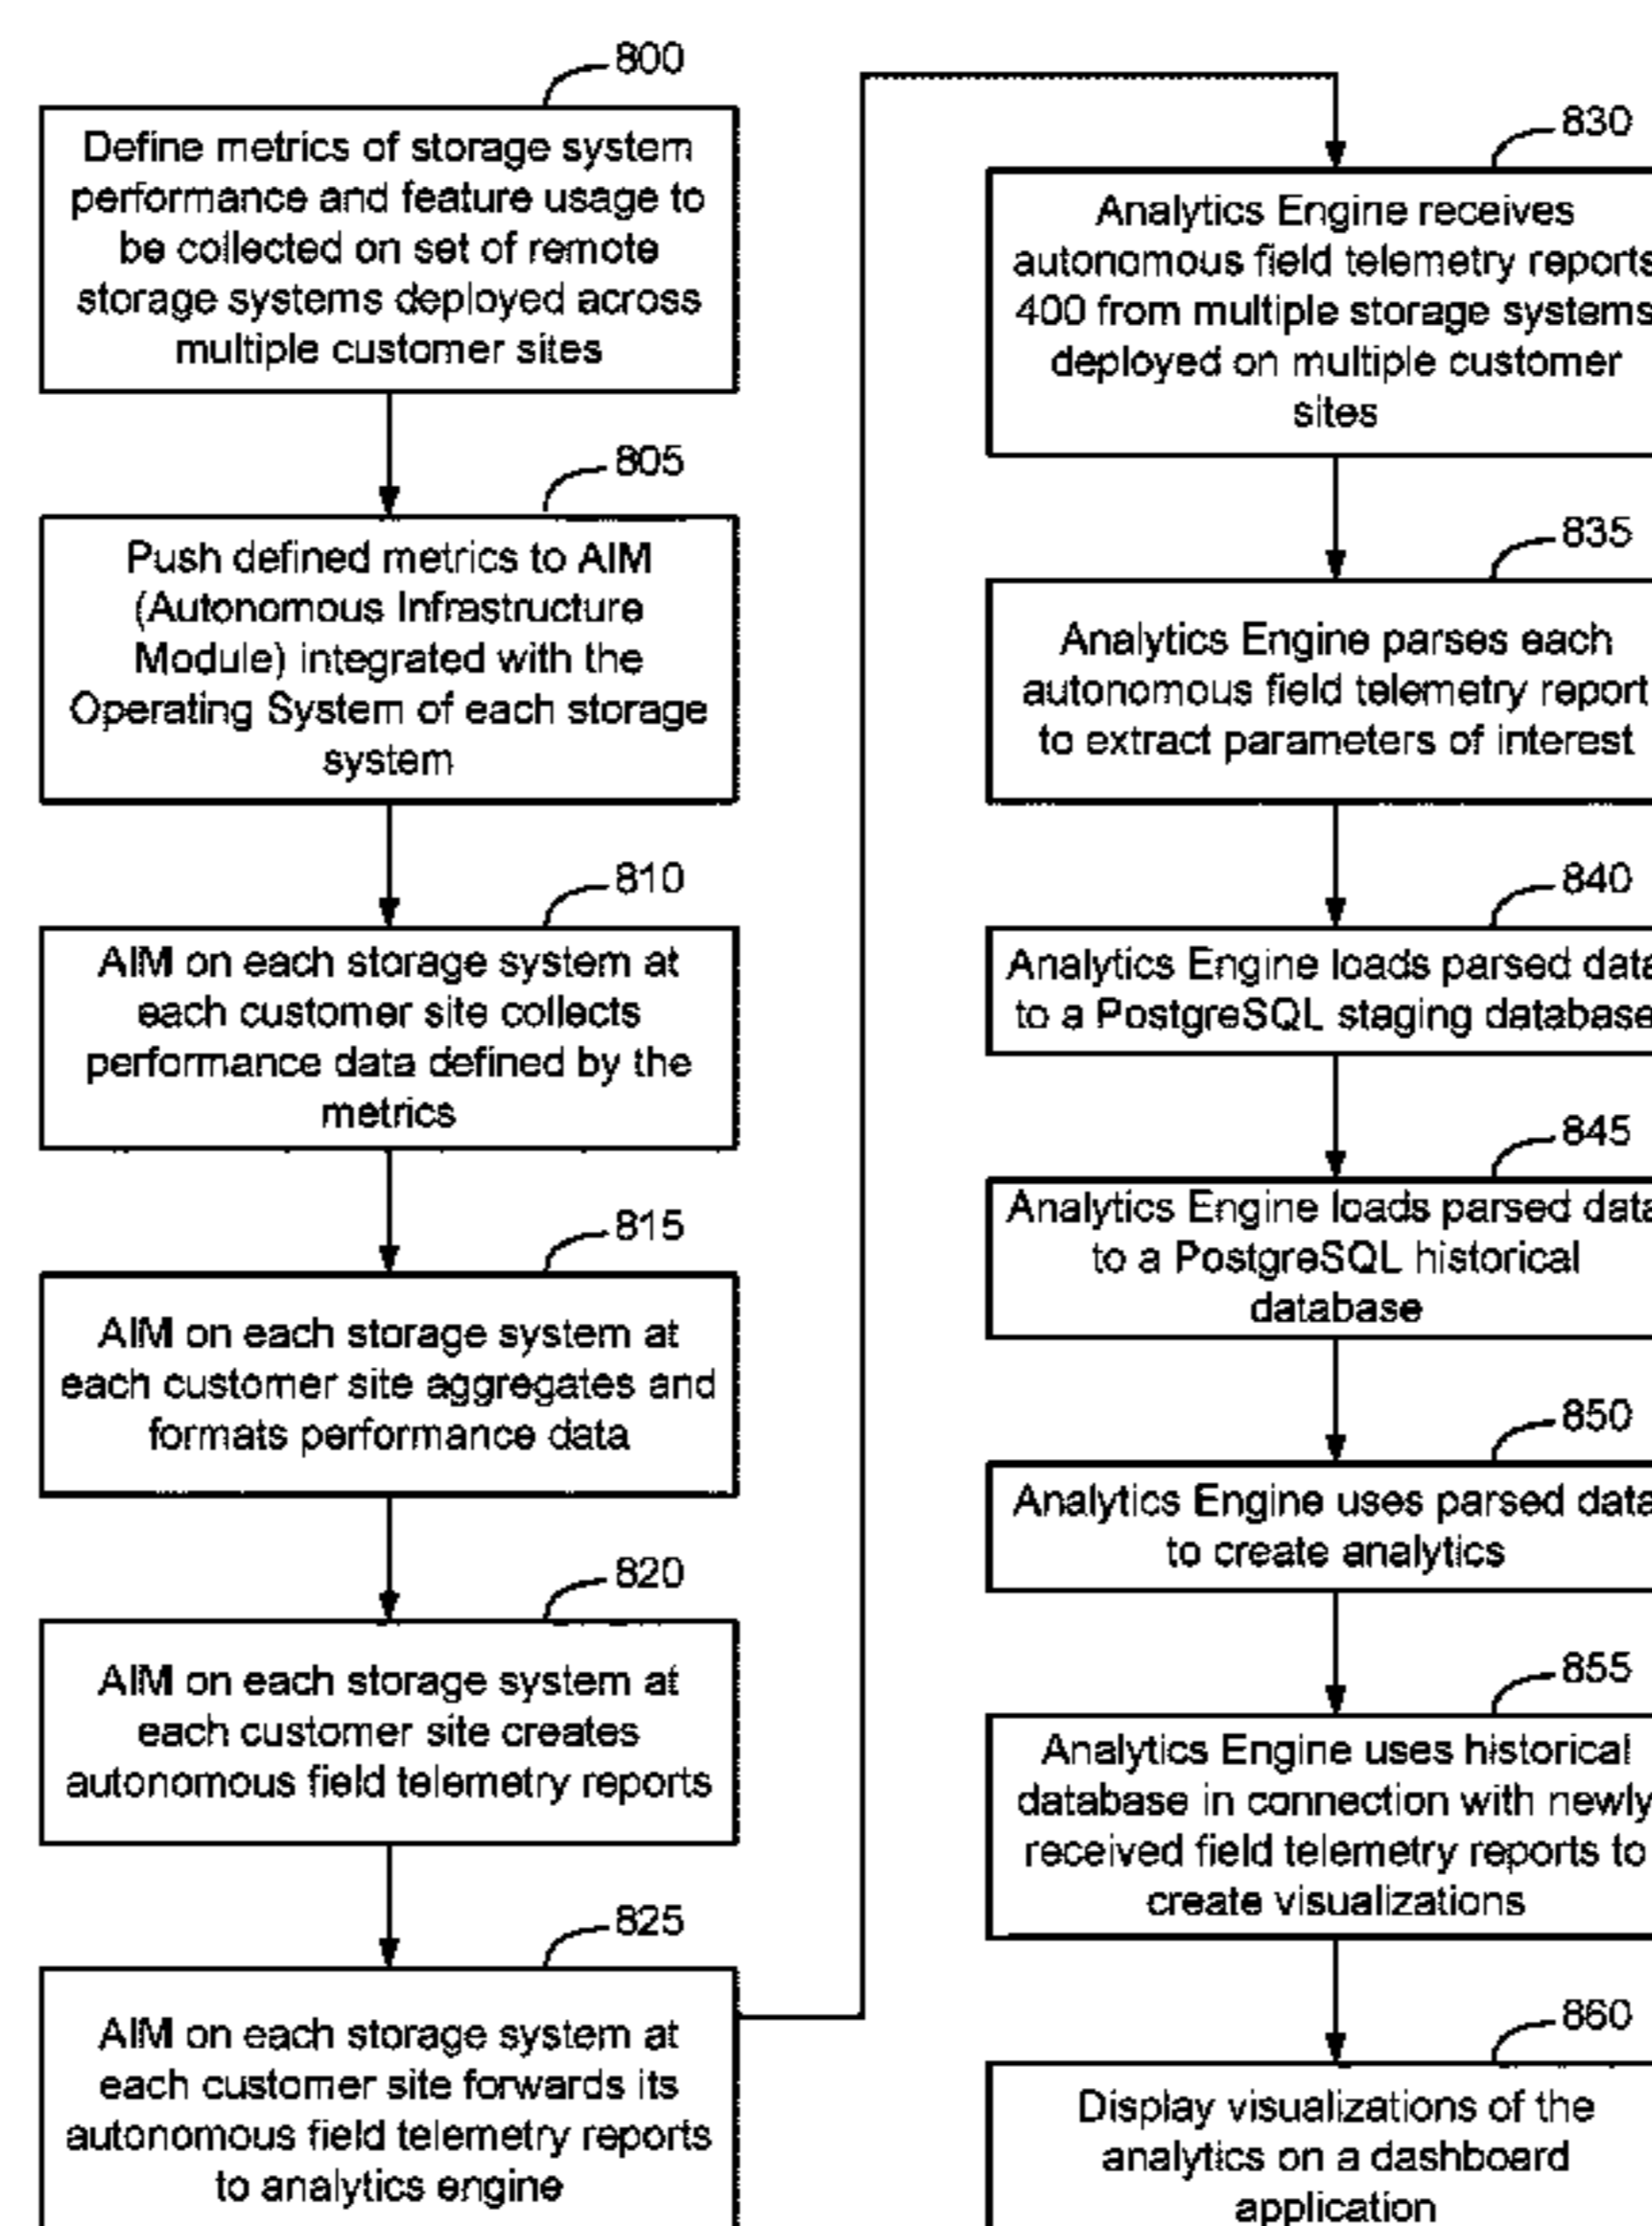 800
Define metrics of storage system
performance and feature usage to
be collected on set of remote
storage systems deployed across
multiple customer sites
805
Push defined metrics to AIM
(Autonomous Infrastructure
Module) integrated with the
Operating System of each storage
system
810
AIM on each storage system at
each customer site collects
performance data defined by the
metrics
815
AIM on each storage system at
each customer site aggregates and
formats performance data
820
AIM on each storage system at
each customer site creates
autonomous field telemetry reports
825
AIM on each storage system at
each customer site forwards its
autonomous field telemetry reports
to analytics engine
830
Analytics Engine receives
autonomous field telemetry reports
400 from multiple storage systems
deployed on multiple customer
sites
835
Analytics Engine parses each
autonomous field telemetry report
to extract parameters of interest
840
Analytics Engine loads parsed data
to a PostgreSQL staging database
845
Analytics Engine loads parsed data
to a PostgreSQL historical
database
850
Analytics Engine uses parsed data
to create analytics
855
Analytics Engine uses historical
database in connection with newly
received field telemetry reports to
create visualizations
860
Display visualizations of the
analytics on a dashboard
application